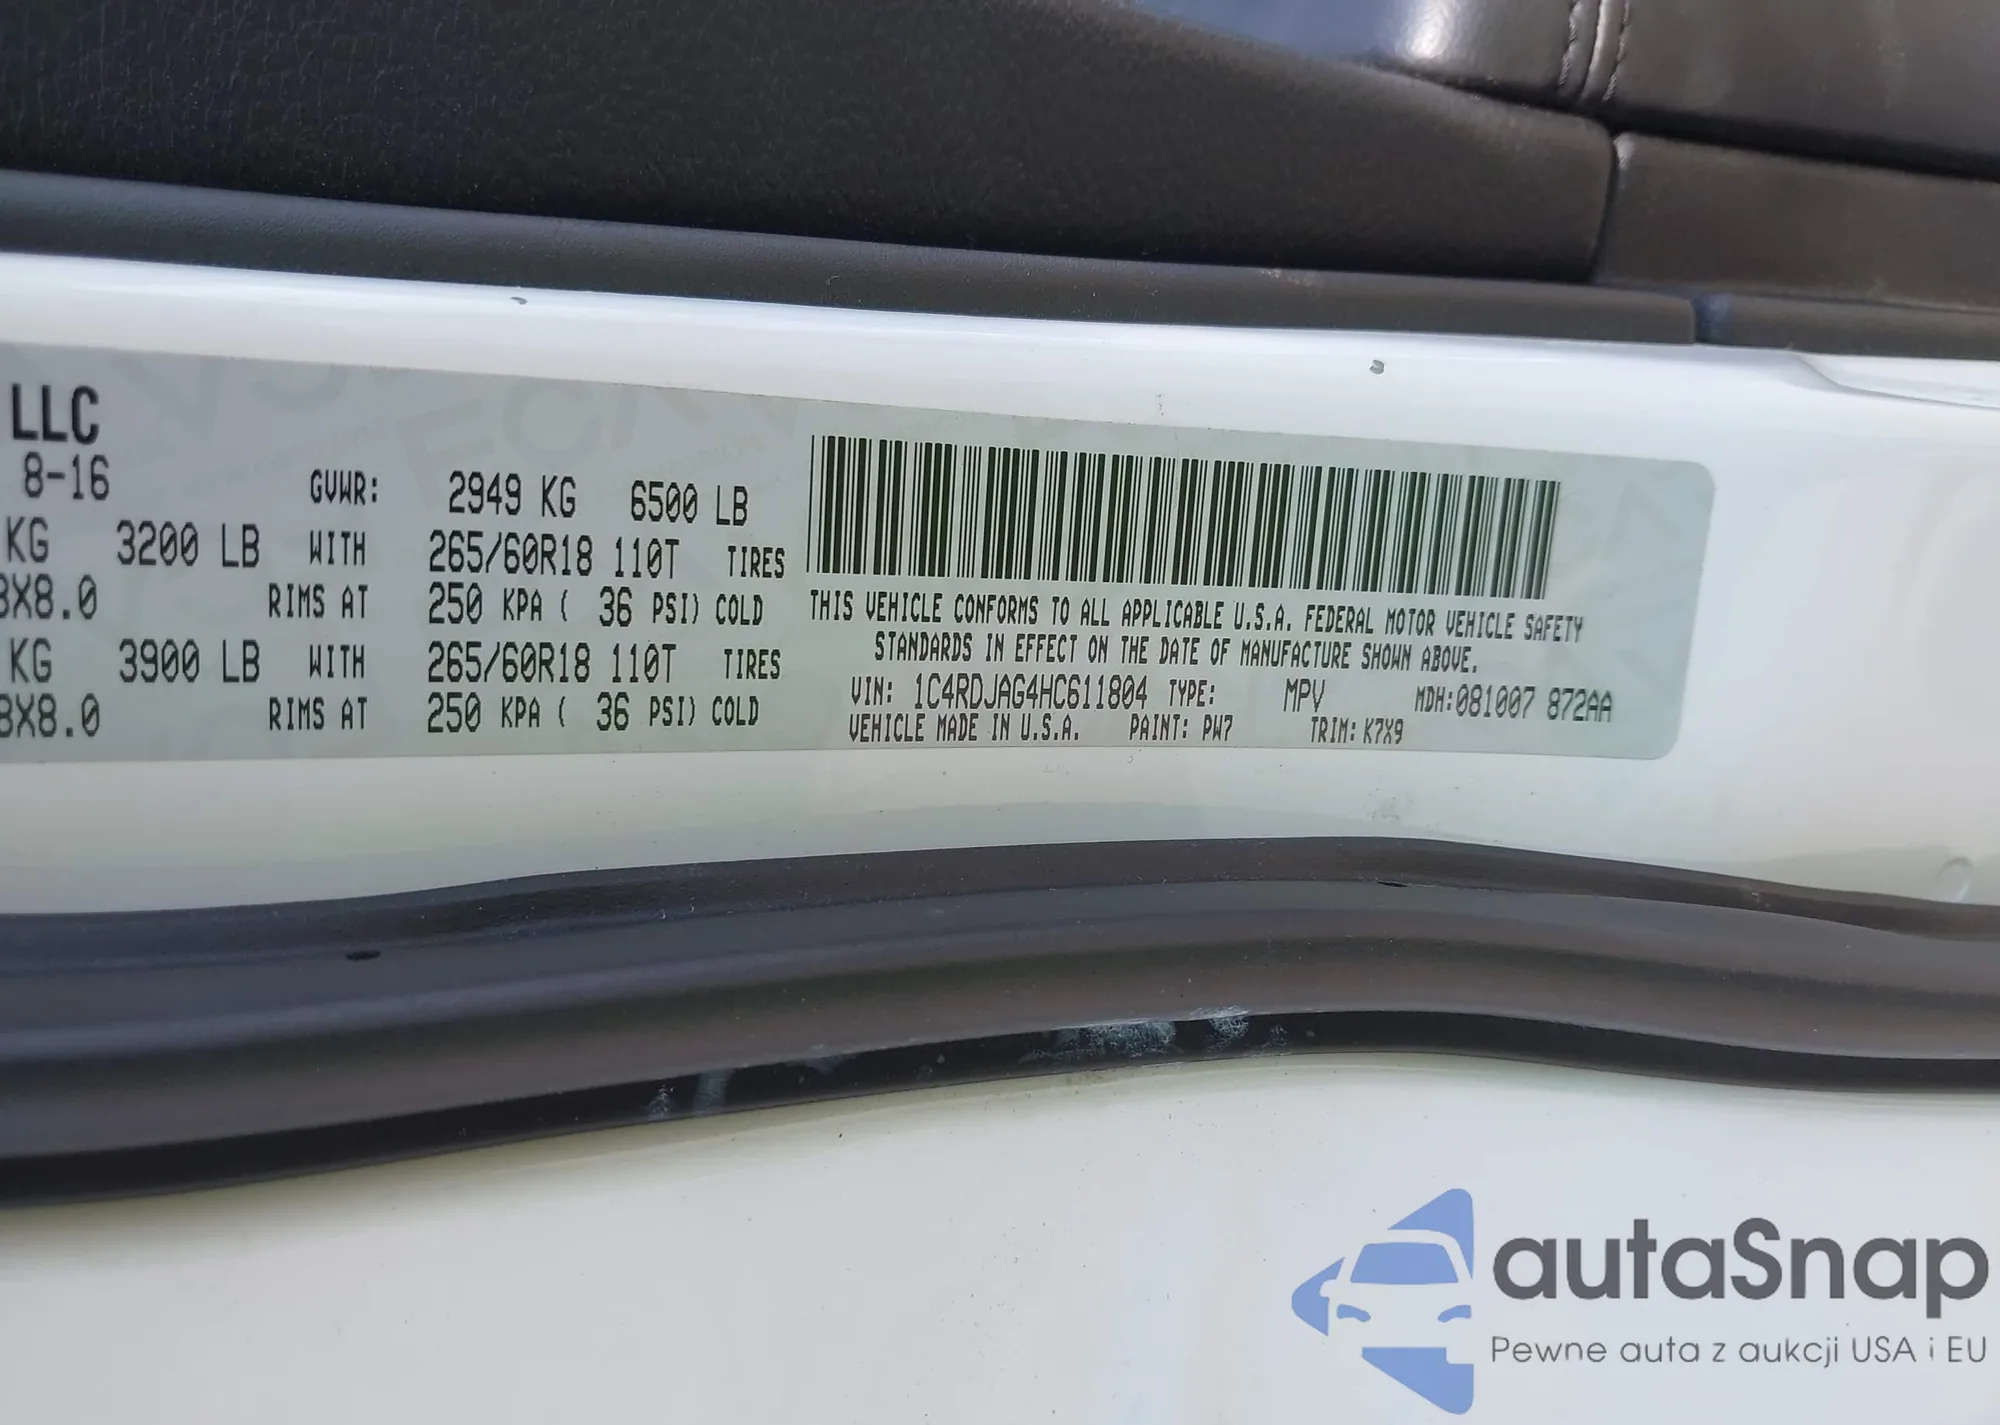 LLC
8-16 GVWR: 2949 KG 6500 LB
KG 3200 LB WITH 265/60R18 110T TIRES
8X8.0 RIMS AT 250 KPA ( 36 PSI) COLD
KG 3900 LB WITH 265/60R18 110T TIRES
8X8.0 RIMS AT 250 KPA ( 36 PSI) COLD
THIS VEHICLE CONFORMS TO ALL APPLICABLE U.S.A. FEDERAL MOTOR VEHICLE SAFETY
STANDARDS IN EFFECT ON THE DATE OF MANUFACTURE SHOWN ABOVE.
VIN: 1C4RDJAG4HC611804 TYPE: MPV MDH:081007 872AA
VEHICLE MADE IN U.S.A. PAINT: PW7 TRIM: K7X9
autaSnap
Pewne auta z aukcji USA i EU